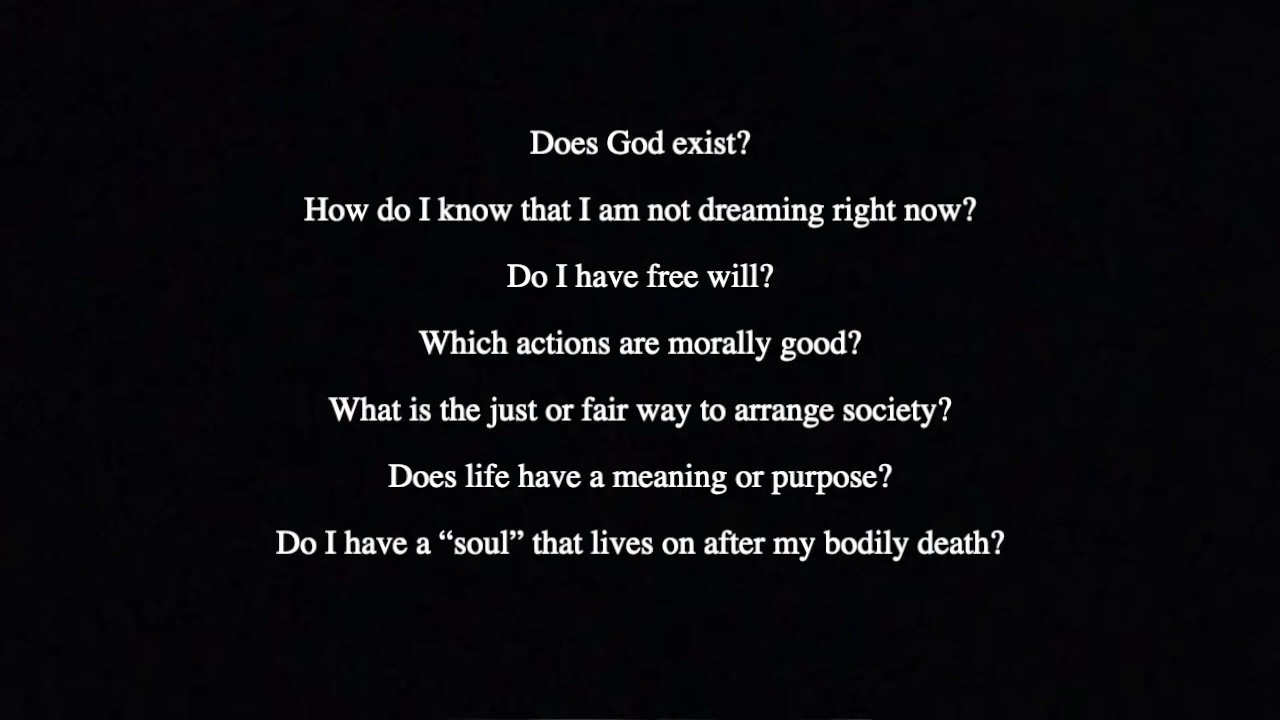 Does God exist?
How do I know that I am not dreaming right now?
Do I have free will?
Which actions are morally good?
What is the just or fair way to arrange society?
Does life have a meaning or purpose?
Do I have a “soul” that lives on after my bodily death?